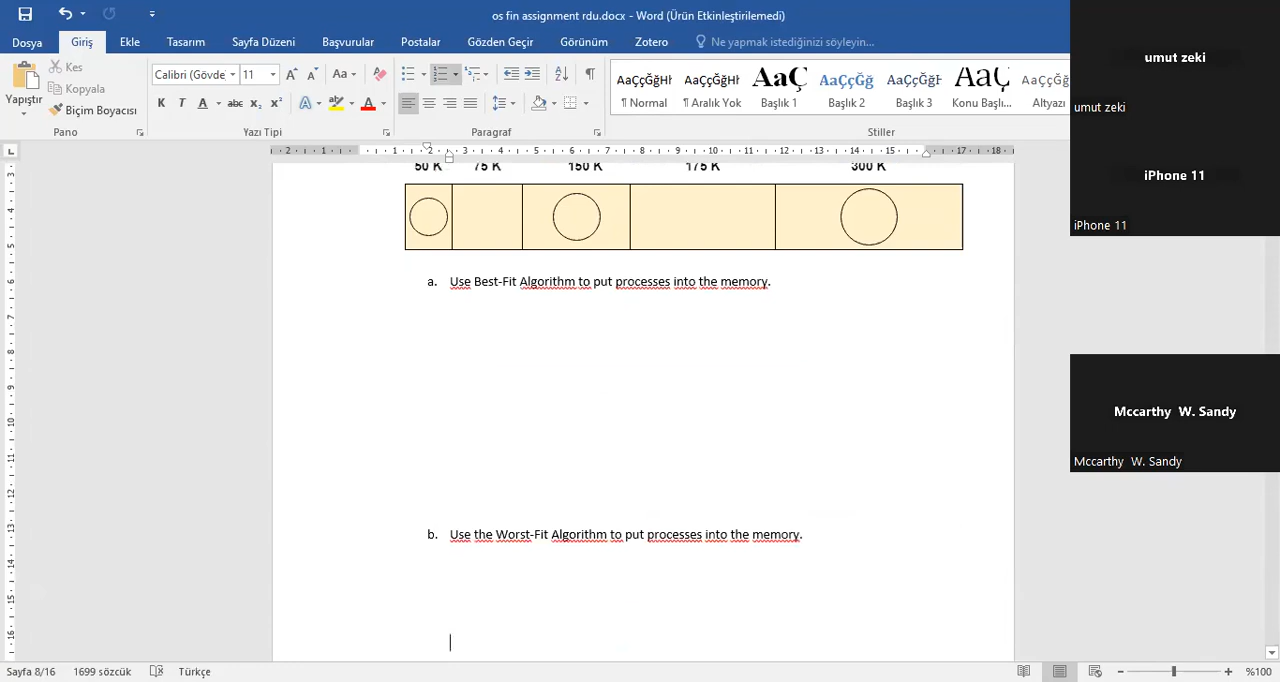 os fin assignment rdu.docx - Word (Ürün Etkinleştirilemedi)
Dosya Giriş Ekle Tasarım Sayfa Düzeni Başvurular Postalar Gözden Geçir Görünüm Zotero Ne yapmak istediğinizi söyleyin...
Yapıştır
Kes
Kopyala
Biçim Boyacısı
Pano
Calibri (Gövde 11
Aa
Yazı Tipi
Paragraf
AaÇçĞğHł AaÇçĞğHł AaÇ AaÇçĞğ AaÇçĞğH AaÇ AaÇçĞğ
¶ Normal ¶ Aralık Yok Başlık 1 Başlık 2 Başlık 3 Konu Başlı... Altyazı
Stiller
50 K 75 K 150 K 175 K 300 K
a. Use Best-Fit Algorithm to put processes into the memory.
b. Use the Worst-Fit Algorithm to put processes into the memory.
umut zeki
umut zeki
iPhone 11
iPhone 11
Mccarthy W. Sandy
Mccarthy W. Sandy
Sayfa 8/16 1699 sözcük Türkçe %100